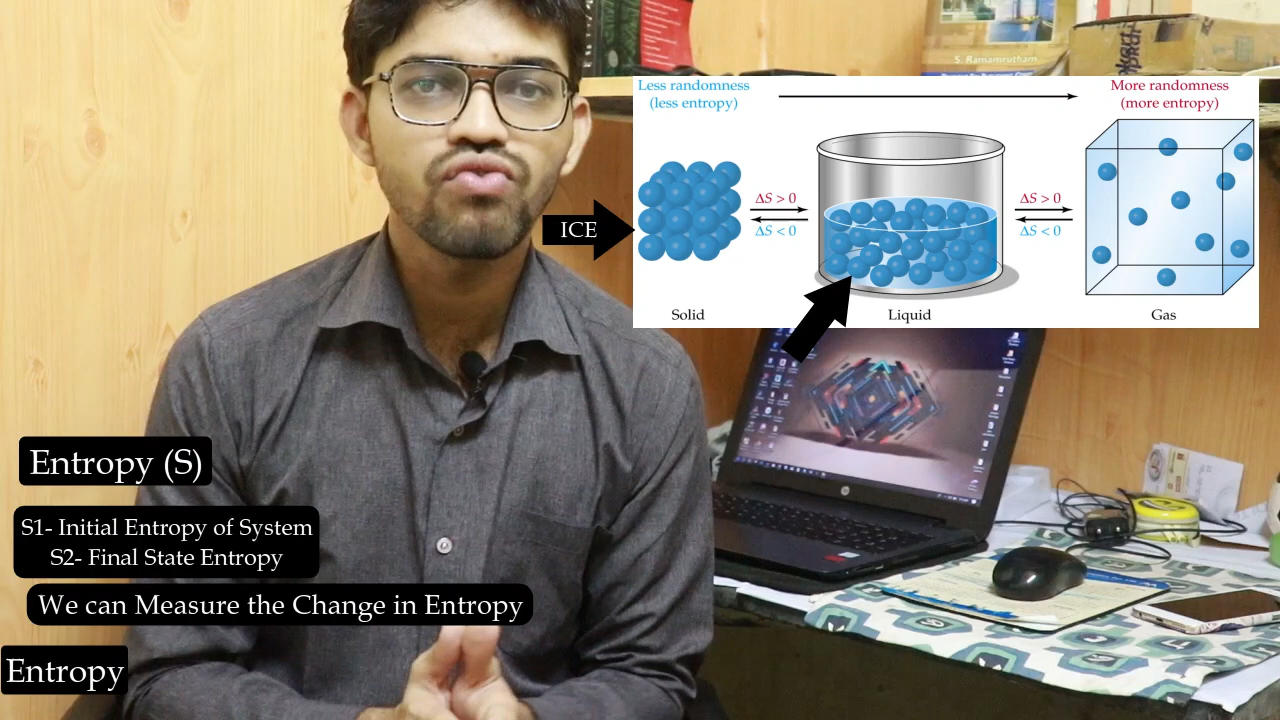 S. Ramamrutham
Less randomness
(less entropy)
More randomness
(more entropy)
ICE
ΔS > 0
ΔS < 0
ΔS > 0
ΔS < 0
Solid
Liquid
Gas
Entropy (S)
S1- Initial Entropy of System
S2- Final State Entropy
We can Measure the Change in Entropy
Entropy
hp